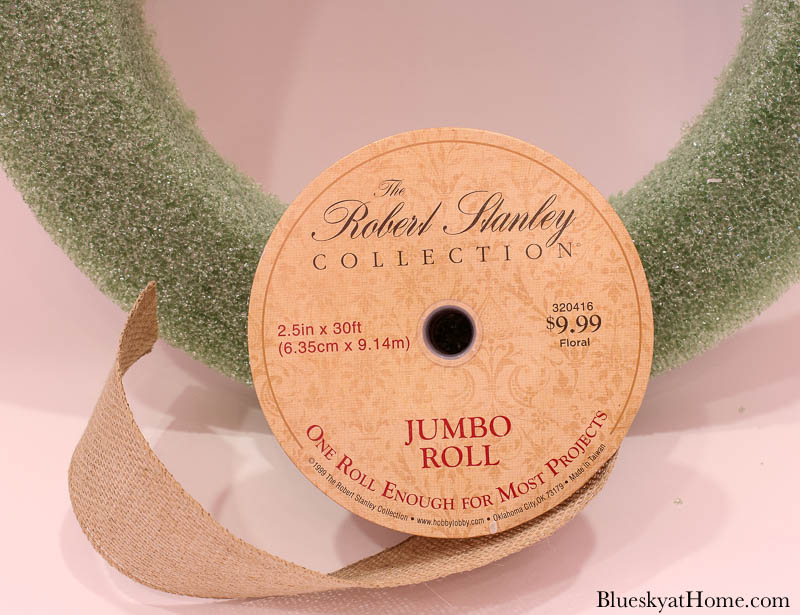 The
Robert Stanley
COLLECTION
2.5in x 30ft
(6.35cm x 9.14m)
320416
$9.99
Floral
JUMBO
ROLL
ONE ROLL ENOUGH FOR MOST PROJECTS
©1999 The Robert Stanley Collection • www.hobbylobby.com • Oklahoma City, OK 73179 • Made in Taiwan
BlueskyatHome.com